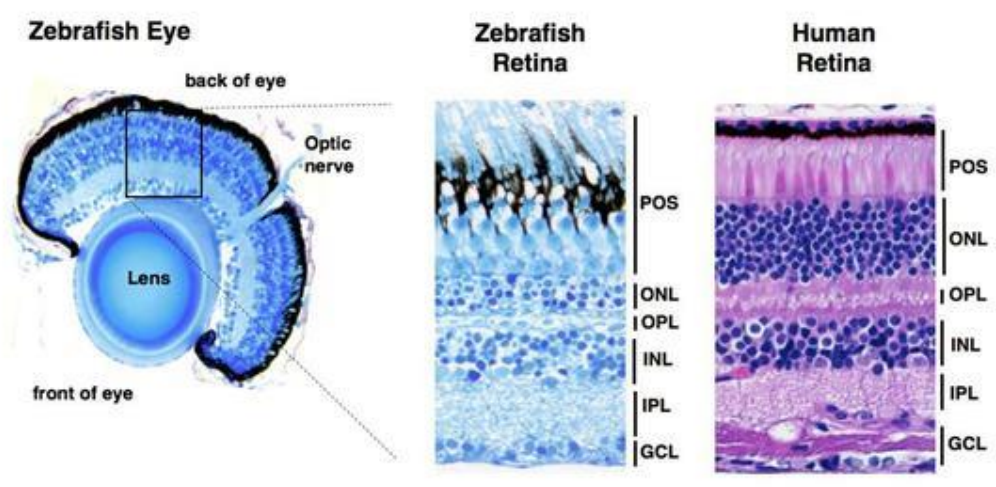 Zebrafish Eye
back of eye
Optic
nerve
Lens
front of eye
Zebrafish
Retina
POS
ONL
OPL
INL
IPL
GCL
Human
Retina
POS
ONL
OPL
INL
IPL
GCL